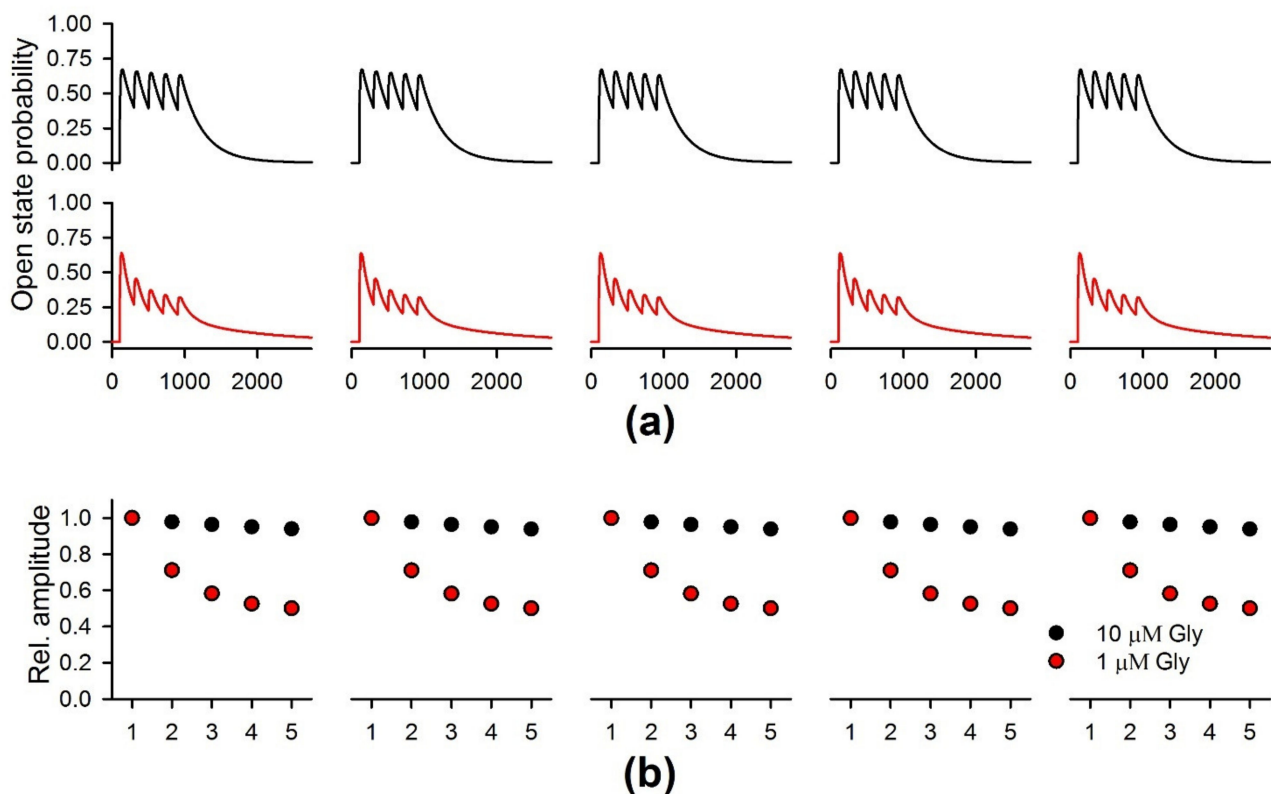 Open state probability
1.00
0.75
0.50
0.25
0.00
1.00
0.75
0.50
0.25
0.00
0 1000 2000 0 1000 2000 0 1000 2000 0 1000 2000 0 1000 2000
(a)
Rel. amplitude
1.0
0.8
0.6
0.4
0.2
0.0
10 μM Gly
1 μM Gly
1 2 3 4 5 1 2 3 4 5 1 2 3 4 5 1 2 3 4 5 1 2 3 4 5
(b)